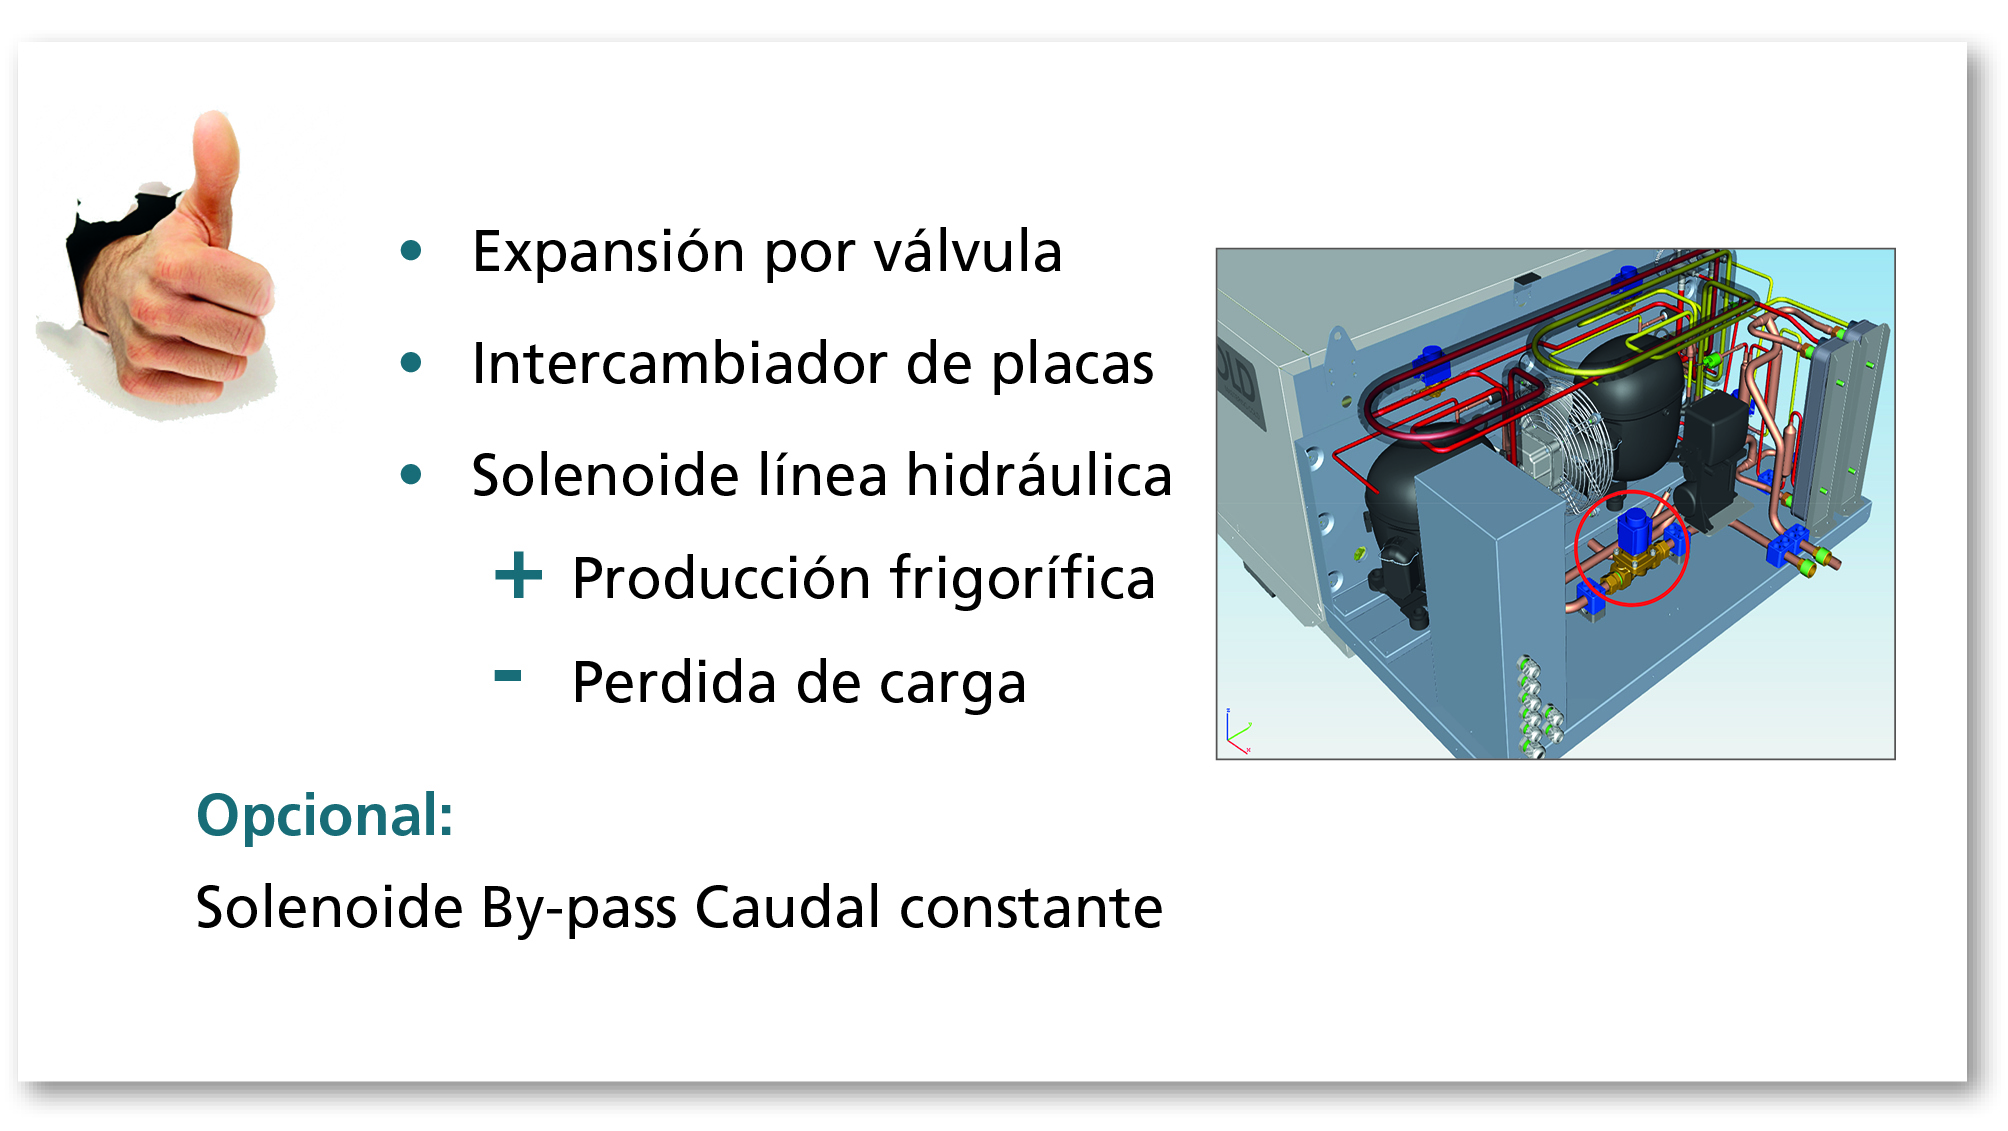 • Expansión por válvula
• Intercambiador de placas
• Solenoide línea hidráulica
+ Producción frigorífica
- Perdida de carga
Opcional:
Solenoide By-pass Caudal constante